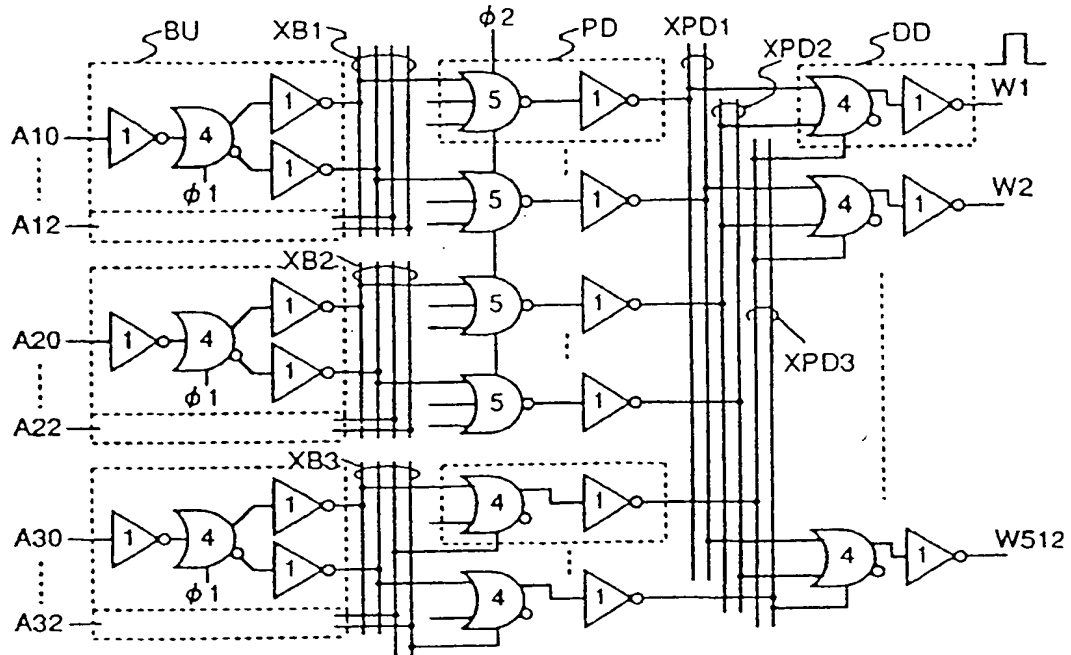 BU XB1 φ2 PD XPD1 XPD2 DD
A10 1 4 1 5 1 4 1 W1
φ1 1
A12 5 1 4 1 W2
XB2
A20 1 4 1 5 1
φ1 1 XPD3
A22 5 1
XB3
A30 1 4 1 4 1
φ1 1 4 1 W512
A32 4 1